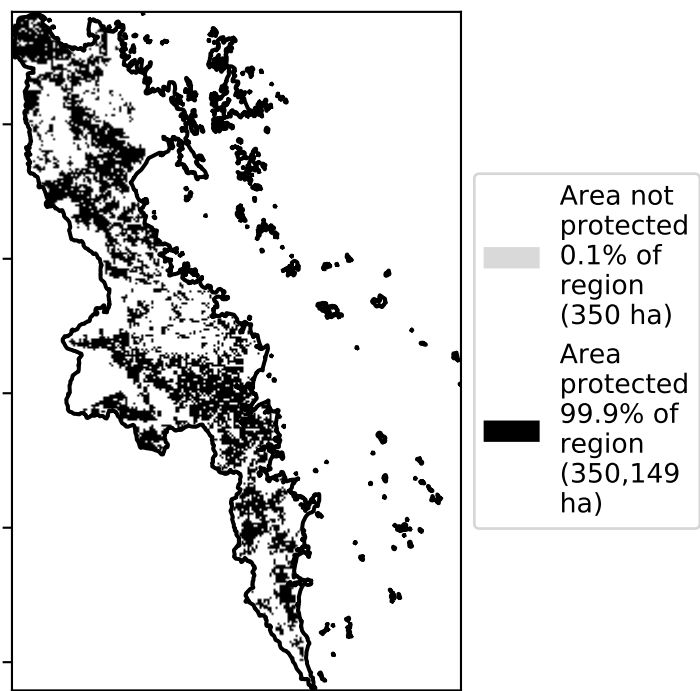 Area not
protected
0.1% of
region
(350 ha)
Area
protected
99.9% of
region
(350,149
ha)